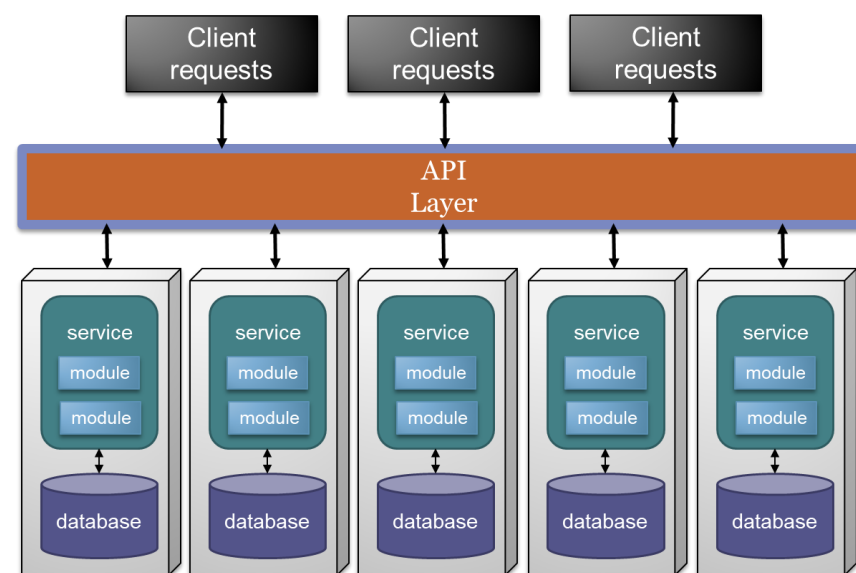 Client
requests
Client
requests
Client
requests
API
Layer
service
module
module
database
service
module
module
database
service
module
module
database
service
module
module
database
service
module
module
database